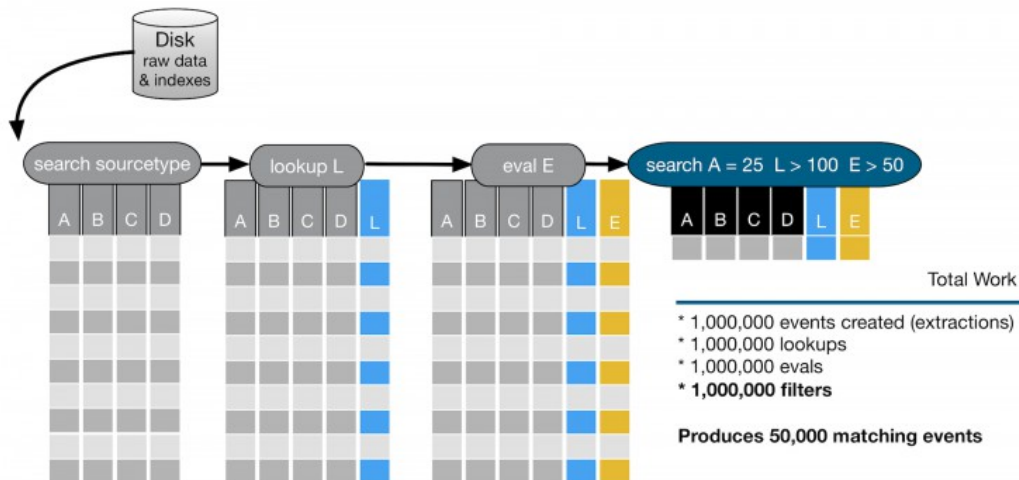 Disk
raw data
& indexes
search sourcetype
lookup L
eval E
search A = 25 L > 100 E > 50
A B C D
A B C D L
A B C D L E
A B C D L E
Total Work
* 1,000,000 events created (extractions)
* 1,000,000 lookups
* 1,000,000 evals
* 1,000,000 filters
Produces 50,000 matching events